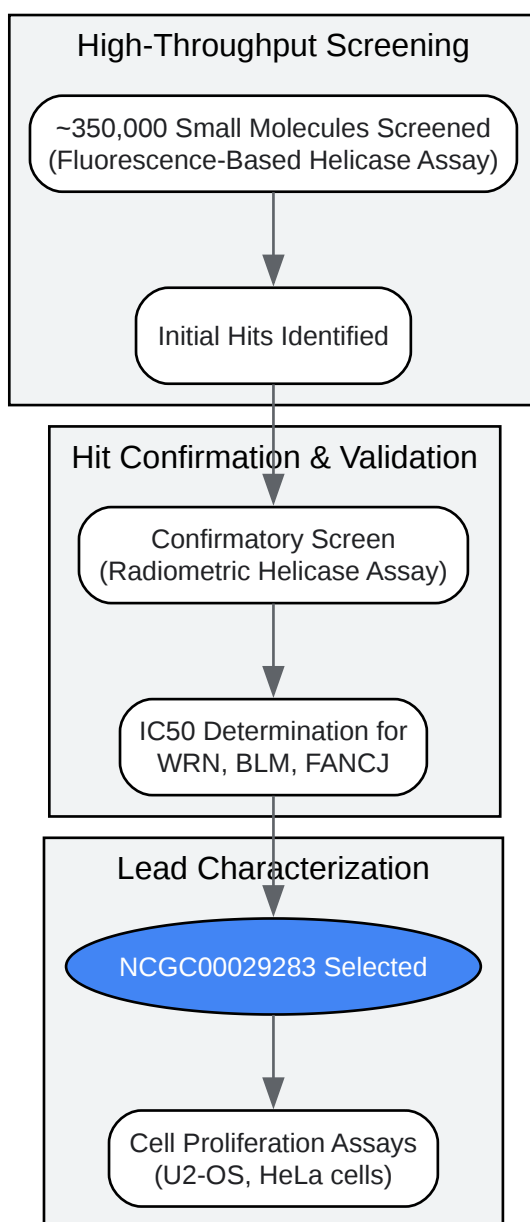 High-Throughput Screening
~350,000 Small Molecules Screened
(Fluorescence-Based Helicase Assay)
Initial Hits Identified
Hit Confirmation & Validation
Confirmatory Screen
(Radiometric Helicase Assay)
IC50 Determination for
WRN, BLM, FANCJ
Lead Characterization
NCGC00029283 Selected
Cell Proliferation Assays
(U2-OS, HeLa cells)